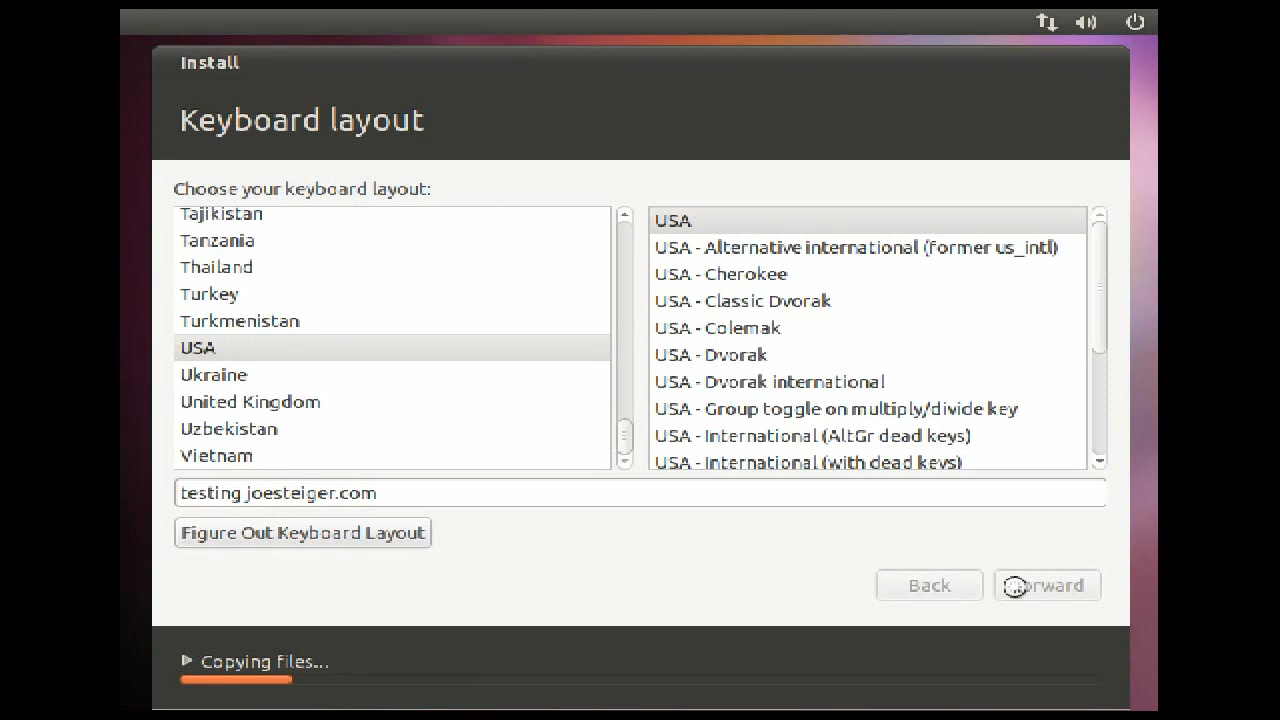 Install
Keyboard layout
Choose your keyboard layout:
Tajikistan
Tanzania
Thailand
Turkey
Turkmenistan
USA
Ukraine
United Kingdom
Uzbekistan
Vietnam
USA
USA - Alternative international (former us_intl)
USA - Cherokee
USA - Classic Dvorak
USA - Colemak
USA - Dvorak
USA - Dvorak international
USA - Group toggle on multiply/divide key
USA - International (AltGr dead keys)
USA - International (with dead keys)
testing joesteiger.com
Figure Out Keyboard Layout
Back
Forward
Copying files...